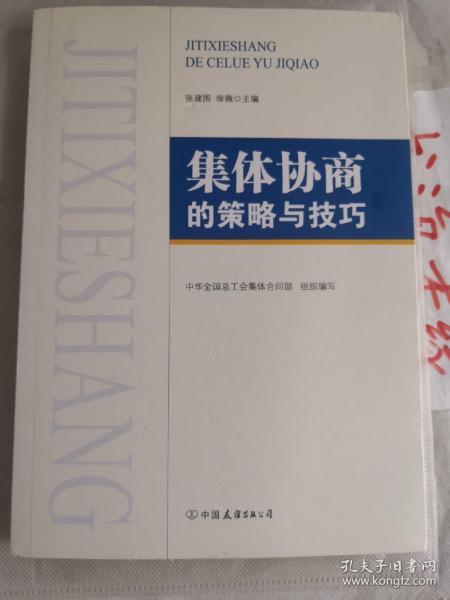 JITIXIESHANG
DE CELUE YU JIQIAO
张建国 徐微○主编
集体协商
的策略与技巧
中华全国总工会集体合同部 组织编写
中国友谊出版公司
JITIXIESHANG
孔夫子旧书网
www.kongfz.com